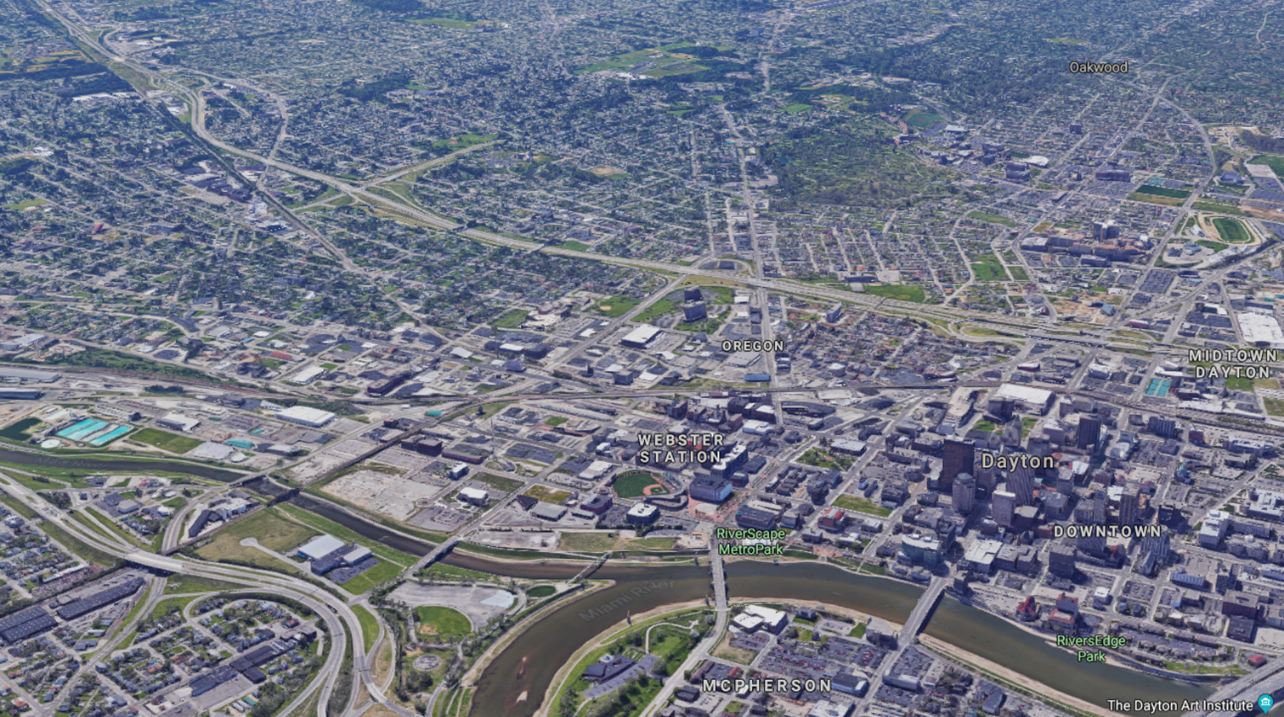 Oakwood
OREGON
MIDTOWN
DAYTON
WEBSTER
STATION
Dayton
DOWNTOWN
RiverScape
MetroPark
Miami River
RiversEdge
Park
MCPHERSON
The Dayton Art Institute